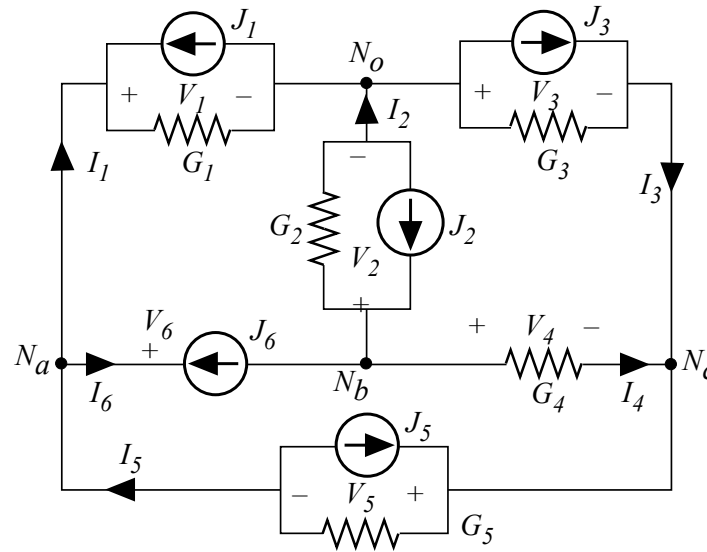 J1 J3
No
+ V1 − I2 + V3 −
G1 G3
I1 − I3
G2 J2
V2
+
V6 J6 + V4 −
Na + Nb
I6 G4 I4
I5 J5
− V5 +
G5